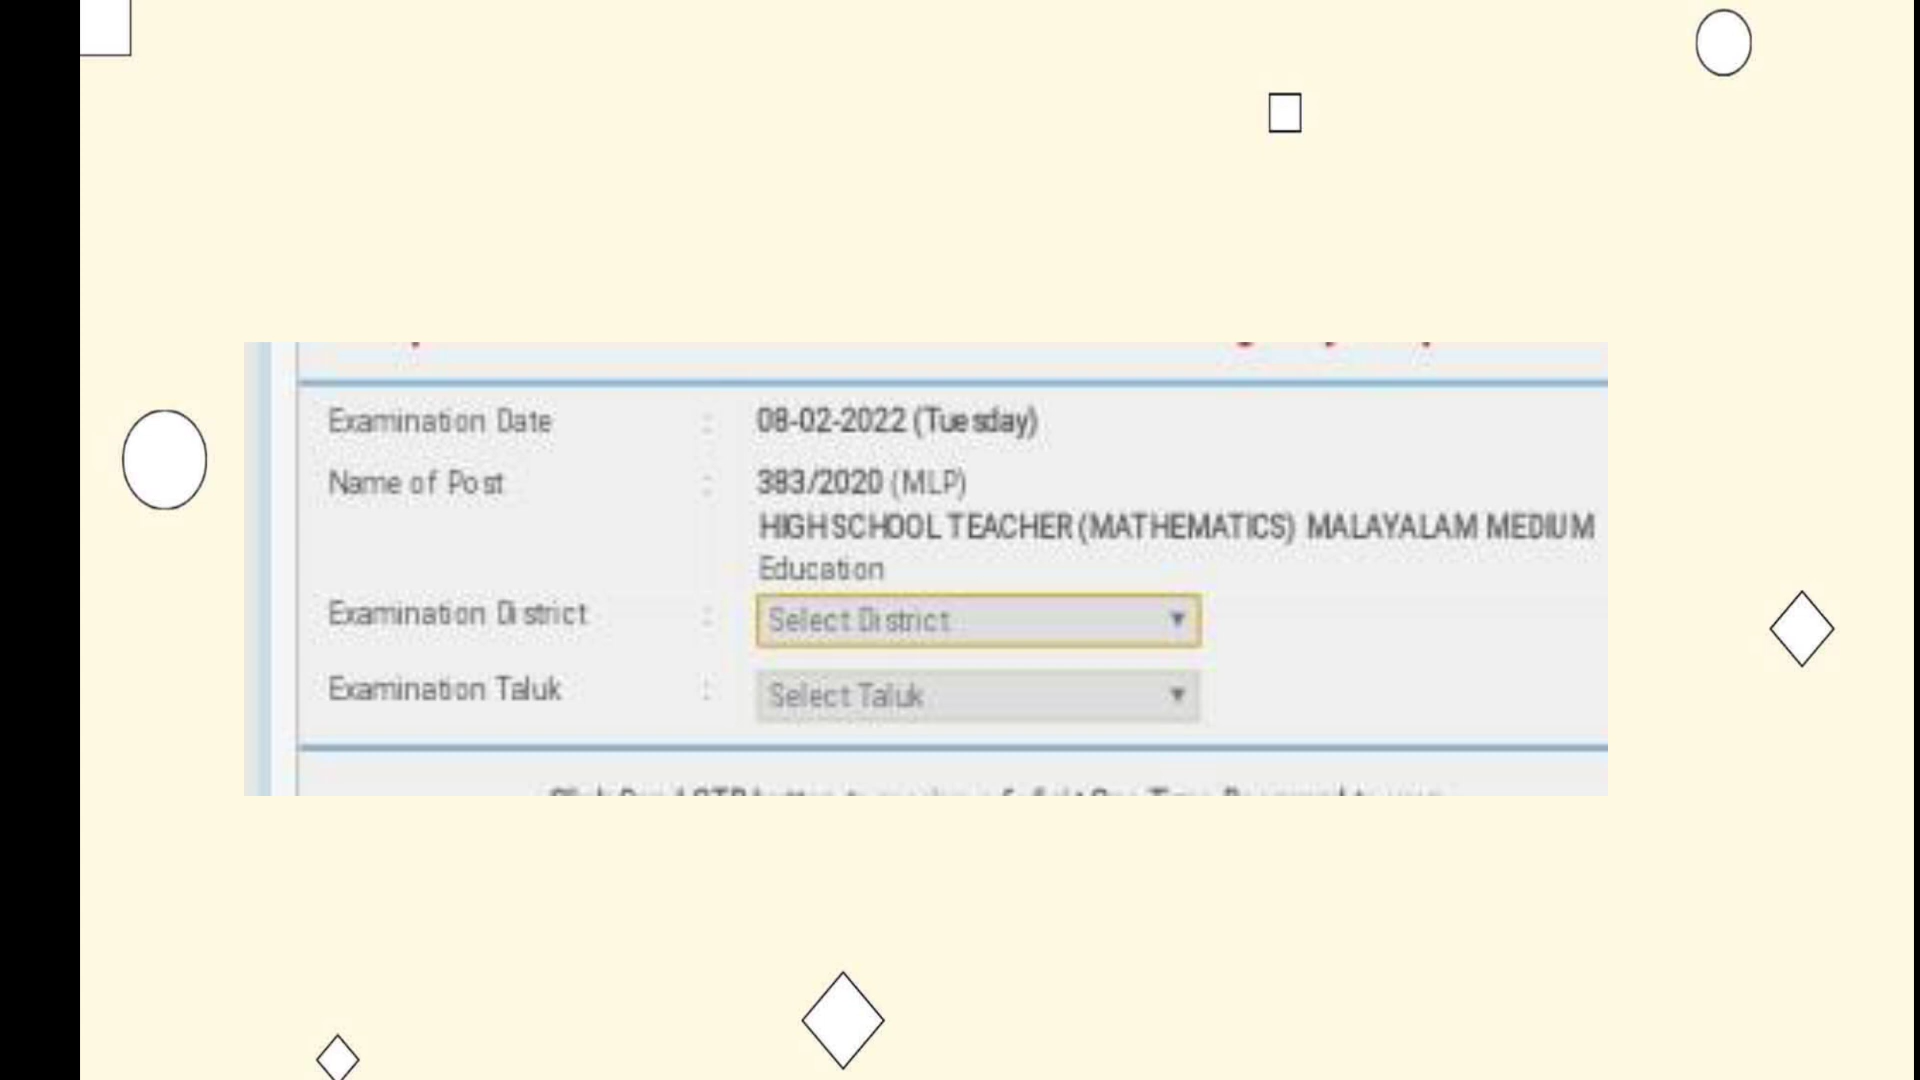 Examination Date : 08-02-2022 (Tuesday)
Name of Post : 383/2020 (MLP)
HIGH SCHOOL TEACHER (MATHEMATICS) MALAYALAM MEDIUM
Education
Examination District : Select District ▼
Examination Taluk : Select Taluk ▼